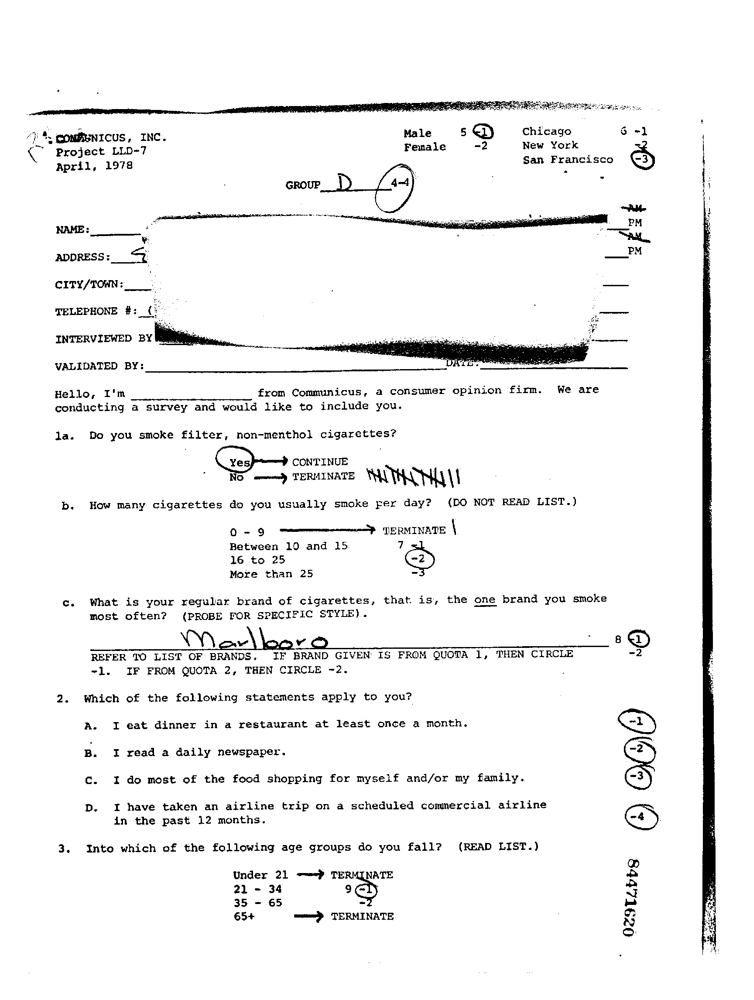 COMMUNICUS, INC.
Project LLD-7
April, 1978
Male 5 -1
Female -2
Chicago 6 -1
New York -2
San Francisco -3
GROUP D 4-4
AM
PM
AM
PM
NAME:
ADDRESS:
CITY/TOWN:
TELEPHONE #: (
INTERVIEWED BY
VALIDATED BY: DATE:
Hello, I'm from Communicus, a consumer opinion firm. We are
conducting a survey and would like to include you.
1a. Do you smoke filter, non-menthol cigarettes?
Yes → CONTINUE
No → TERMINATE
b. How many cigarettes do you usually smoke per day? (DO NOT READ LIST.)
0 - 9 → TERMINATE
Between 10 and 15 7 -1
16 to 25 -2
More than 25 -3
c. What is your regular brand of cigarettes, that is, the one brand you smoke
most often? (PROBE FOR SPECIFIC STYLE).
Marlboro 8 -1
REFER TO LIST OF BRANDS. IF BRAND GIVEN IS FROM QUOTA 1, THEN CIRCLE -2
-1. IF FROM QUOTA 2, THEN CIRCLE -2.
2. Which of the following statements apply to you?
A. I eat dinner in a restaurant at least once a month. -1
B. I read a daily newspaper. -2
C. I do most of the food shopping for myself and/or my family. -3
D. I have taken an airline trip on a scheduled commercial airline
in the past 12 months. -4
3. Into which of the following age groups do you fall? (READ LIST.)
Under 21 → TERMINATE
21 - 34 9 -1
35 - 65 -2
65+ → TERMINATE
84471620